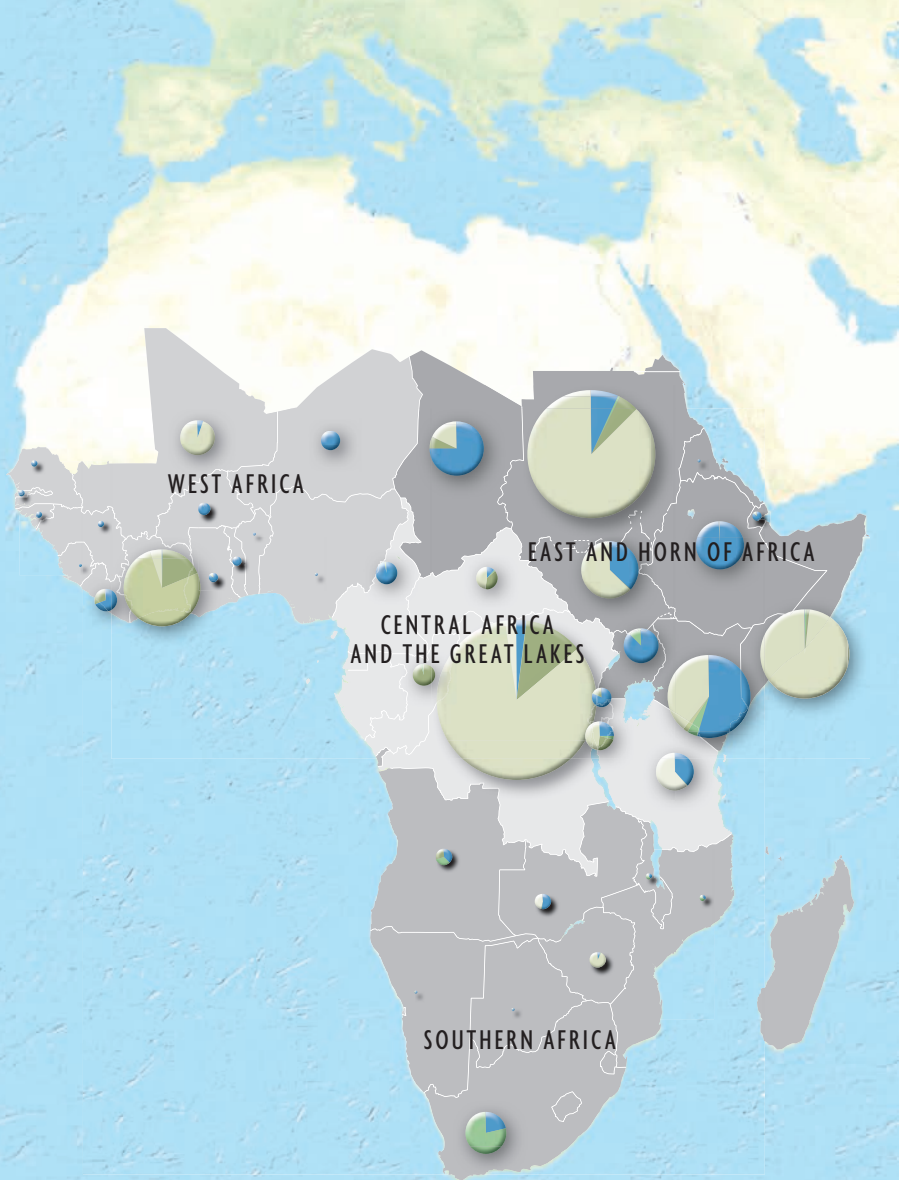 WEST AFRICA
EAST AND HORN OF AFRICA
CENTRAL AFRICA
AND THE GREAT LAKES
SOUTHERN AFRICA